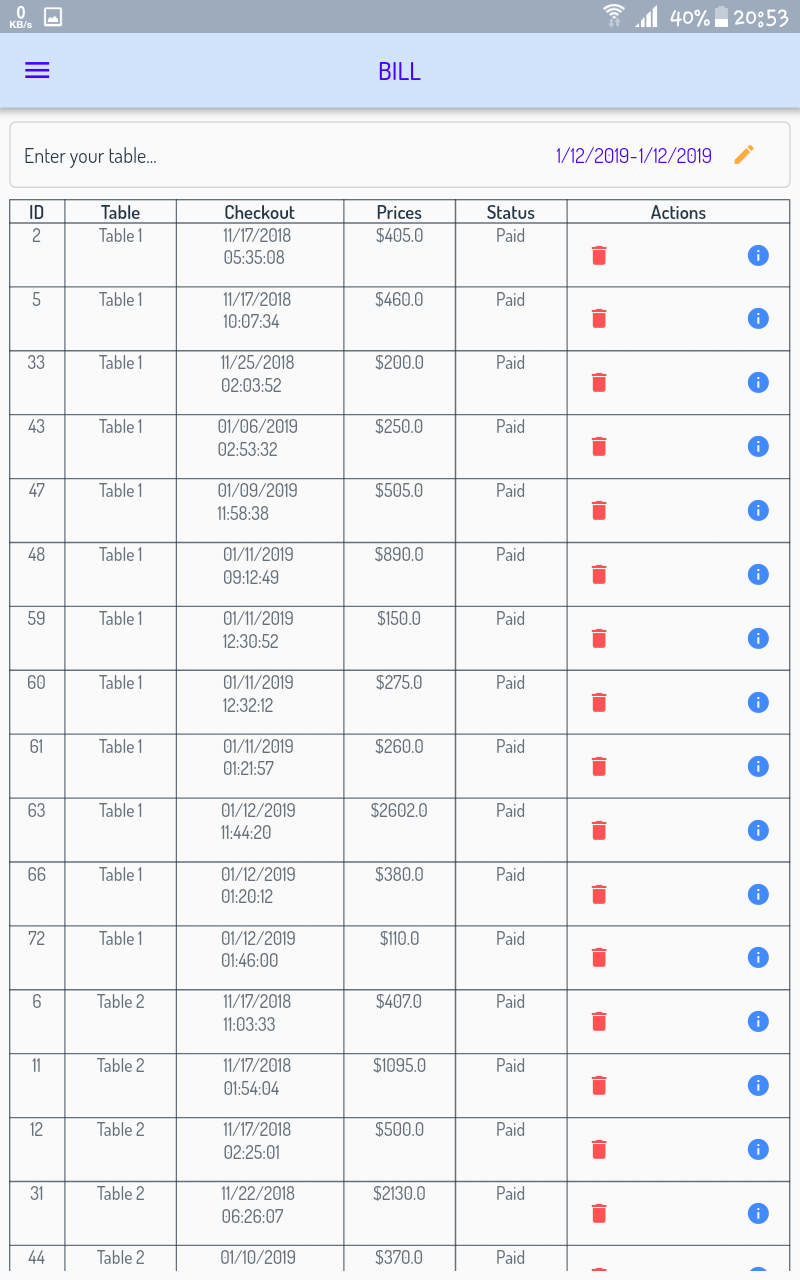 0 KB/s 40% 20:53
BILL
Enter your table... 1/12/2019-1/12/2019
ID Table Checkout Prices Status Actions
2 Table 1 11/17/2018 $405.0 Paid
05:35:08
5 Table 1 11/17/2018 $460.0 Paid
10:07:34
33 Table 1 11/25/2018 $200.0 Paid
02:03:52
43 Table 1 01/06/2019 $250.0 Paid
02:53:32
47 Table 1 01/09/2019 $505.0 Paid
11:58:38
48 Table 1 01/11/2019 $890.0 Paid
09:12:49
59 Table 1 01/11/2019 $150.0 Paid
12:30:52
60 Table 1 01/11/2019 $275.0 Paid
12:32:12
61 Table 1 01/11/2019 $260.0 Paid
01:21:57
63 Table 1 01/12/2019 $2602.0 Paid
11:44:20
66 Table 1 01/12/2019 $380.0 Paid
01:20:12
72 Table 1 01/12/2019 $110.0 Paid
01:46:00
6 Table 2 11/17/2018 $407.0 Paid
11:03:33
11 Table 2 11/17/2018 $1095.0 Paid
01:54:04
12 Table 2 11/17/2018 $500.0 Paid
02:25:01
31 Table 2 11/22/2018 $2130.0 Paid
06:26:07
44 Table 2 01/10/2019 $370.0 Paid